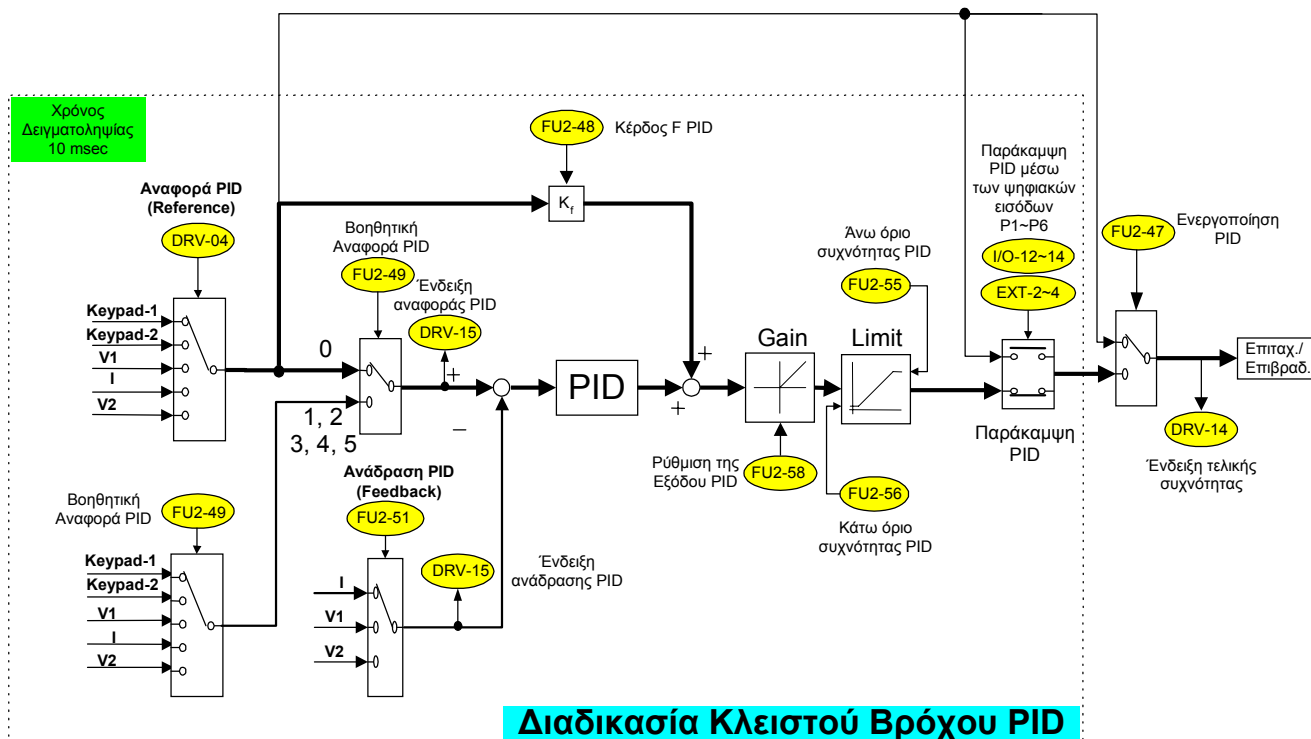 Χρόνος
Δειγματοληψίας
10 msec
FU2-48
Κέρδος F PID
Kf
Αναφορά PID
(Reference)
DRV-04
Keypad-1
Keypad-2
V1
I
V2
Βοηθητική
Αναφορά PID
FU2-49
Ένδειξη
αναφοράς PID
DRV-15
0
1, 2
3, 4, 5
+
_
PID
+
+
Gain
Ρύθμιση της
Εξόδου PID
FU2-58
Άνω όριο
συχνότητας PID
FU2-55
Limit
FU2-56
Κάτω όριο
συχνότητας PID
Παράκαμψη
PID μέσω
των ψηφιακών
εισόδων
P1~P6
I/O-12~14
EXT-2~4
Παράκαμψη
PID
Ενεργοποίηση
PID
FU2-47
Επιταχ./
Επιβραδ.
DRV-14
Ένδειξη τελικής
συχνότητας
Βοηθητική
Αναφορά PID
FU2-49
Keypad-1
Keypad-2
V1
I
V2
Ανάδραση PID
(Feedback)
FU2-51
I
V1
V2
DRV-15
Ένδειξη
ανάδρασης PID
Διαδικασία Κλειστού Βρόχου PID